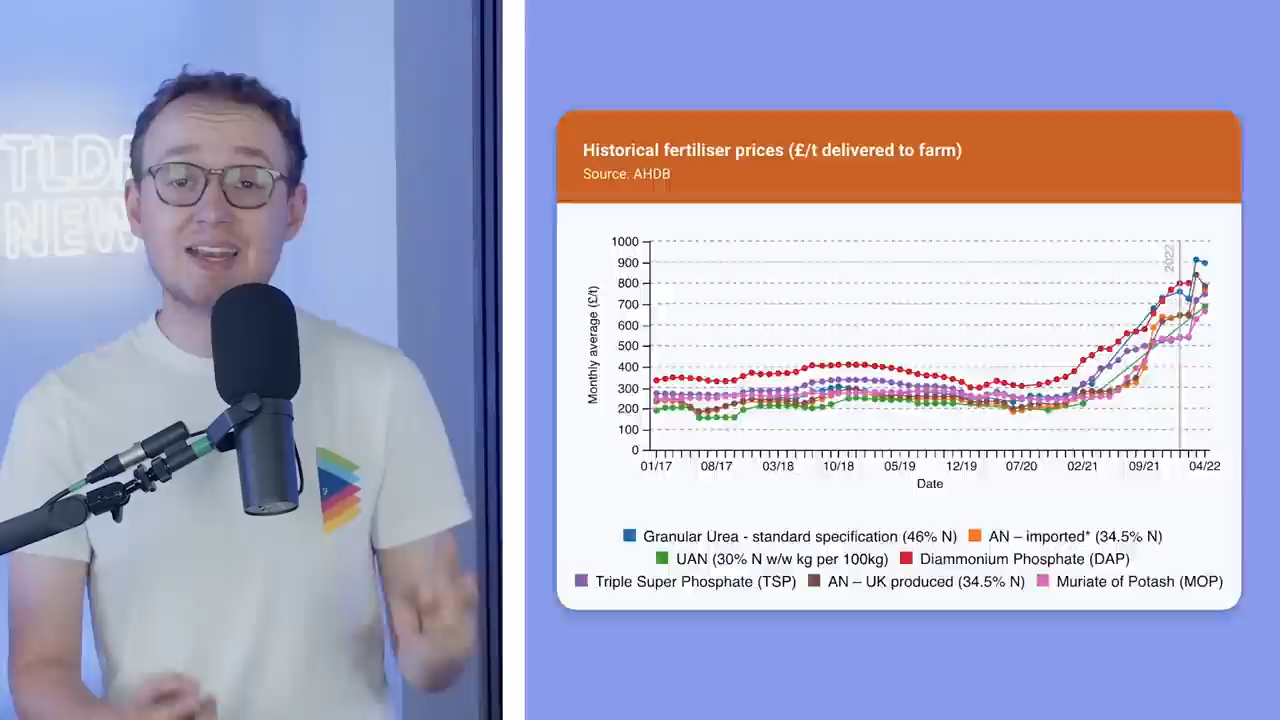 TLD
NEW
Historical fertiliser prices (£/t delivered to farm)
Source. AHDB
Monthly average (£/t)
1000
900
800
700
600
500
400
300
200
100
0
2022
01/17 08/17 03/18 10/18 05/19 12/19 07/20 02/21 09/21 04/22
Date
Granular Urea - standard specification (46% N) AN – imported* (34.5% N)
UAN (30% N w/w kg per 100kg) Diammonium Phosphate (DAP)
Triple Super Phosphate (TSP) AN – UK produced (34.5% N) Muriate of Potash (MOP)